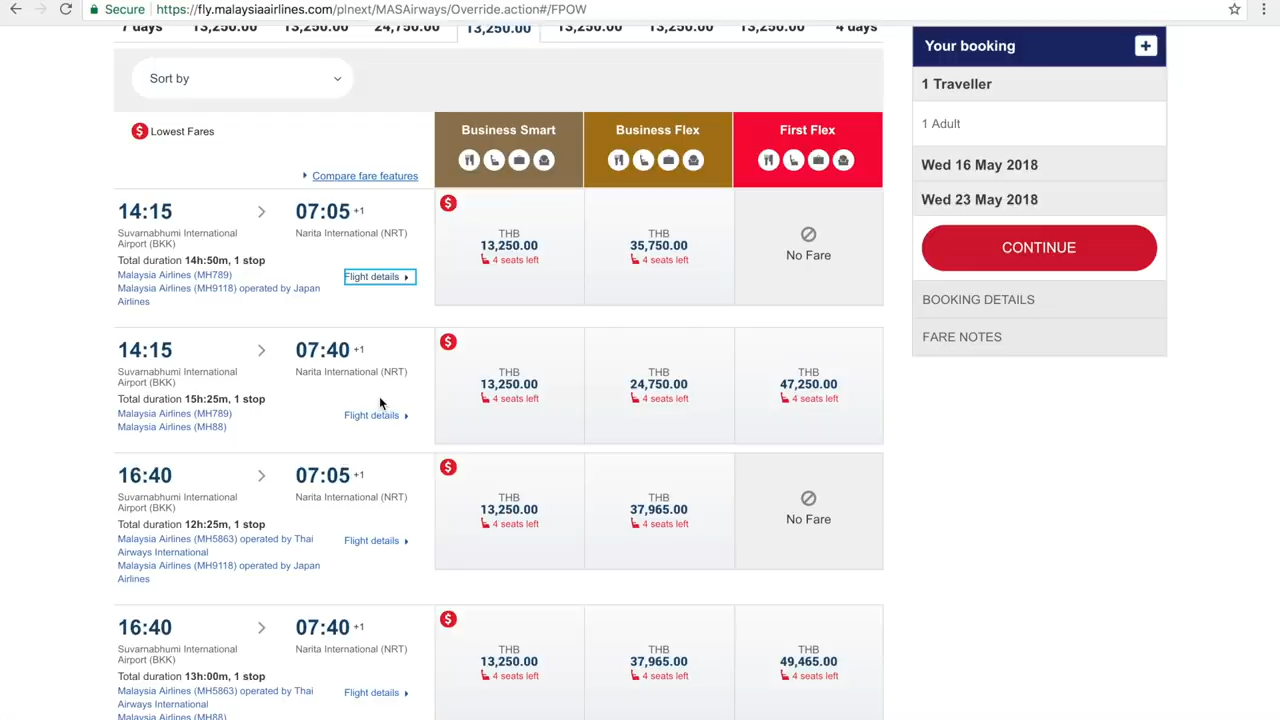 Secure https://fly.malaysiaairlines.com/plnext/MASAirways/Override.action#/FPOW
7 days 13,250.00 13,250.00 24,750.00 13,250.00 13,250.00 13,250.00 13,250.00 4 days
Sort by
$ Lowest Fares
Compare fare features
Business Smart
Business Flex
First Flex
14:15 07:05 +1
Suvarnabhumi International Airport (BKK)
Narita International (NRT)
Total duration 14h:50m, 1 stop
Malaysia Airlines (MH789)
Malaysia Airlines (MH9118) operated by Japan
Airlines
Flight details
$
THB
13,250.00
4 seats left
THB
35,750.00
4 seats left
No Fare
14:15 07:40 +1
Suvarnabhumi International Airport (BKK)
Narita International (NRT)
Total duration 15h:25m, 1 stop
Malaysia Airlines (MH789)
Malaysia Airlines (MH88)
Flight details
$
THB
13,250.00
4 seats left
THB
24,750.00
4 seats left
THB
47,250.00
4 seats left
16:40 07:05 +1
Suvarnabhumi International Airport (BKK)
Narita International (NRT)
Total duration 12h:25m, 1 stop
Malaysia Airlines (MH5863) operated by Thai
Airways International
Malaysia Airlines (MH9118) operated by Japan
Airlines
Flight details
$
THB
13,250.00
4 seats left
THB
37,965.00
4 seats left
No Fare
16:40 07:40 +1
Suvarnabhumi International Airport (BKK)
Narita International (NRT)
Total duration 13h:00m, 1 stop
Malaysia Airlines (MH5863) operated by Thai
Airways International
Malaysia Airlines (MH88)
Flight details
$
THB
13,250.00
4 seats left
THB
37,965.00
4 seats left
THB
49,465.00
4 seats left
Your booking
1 Traveller
1 Adult
Wed 16 May 2018
Wed 23 May 2018
CONTINUE
BOOKING DETAILS
FARE NOTES